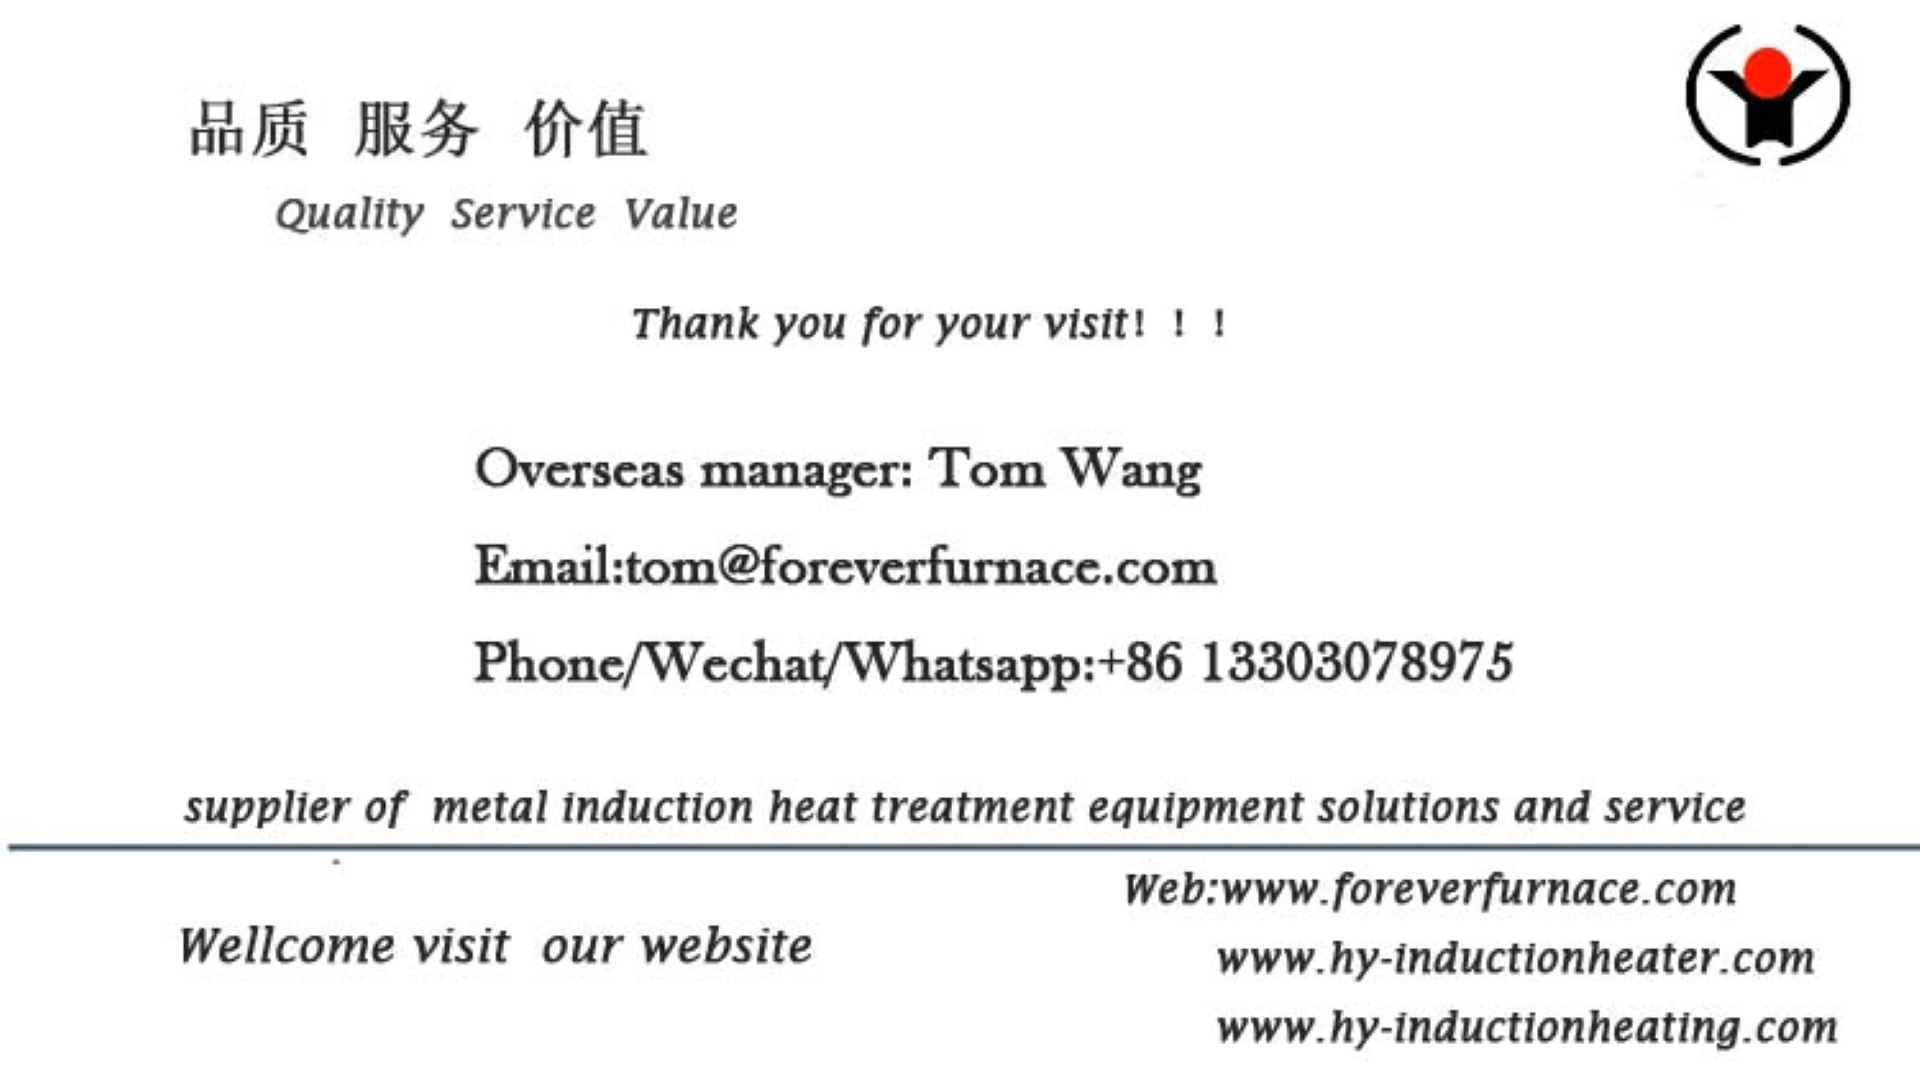 品质 服务 价值
Quality Service Value
Thank you for your visit！！！
Overseas manager: Tom Wang
Email:tom@foreverfurnace.com
Phone/Wechat/Whatsapp:+86 13303078975
supplier of metal induction heat treatment equipment solutions and service
Web:www.foreverfurnace.com
Wellcome visit our website
www.hy-inductionheater.com
www.hy-inductionheating.com